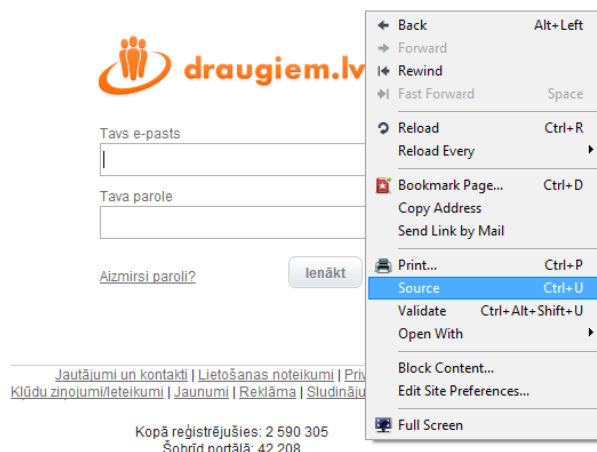 draugiem.lv
Tavs e-pasts
Tava parole
Aizmirsi paroli?
Ienākt
Jautājumi un kontakti | Lietošanas noteikumi |
Kļūdu ziņojumi/Ieteikumi | Jaunumi | Reklāma |
Kopā reģistrējušies: 2 590 305
Šobrīd portālā: 42 208
Back Alt+Left
Forward
Rewind
Fast Forward Space
Reload Ctrl+R
Reload Every
Bookmark Page... Ctrl+D
Copy Address
Send Link by Mail
Print... Ctrl+P
Source Ctrl+U
Validate Ctrl+Alt+Shift+U
Open With
Block Content...
Edit Site Preferences...
Full Screen